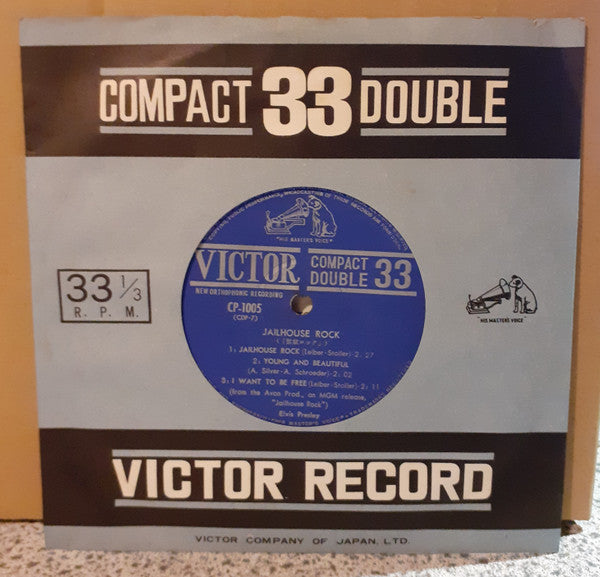 COMPACT 33 DOUBLE
"HIS MASTER'S VOICE"
VICTOR COMPACT DOUBLE 33
NEW ORTHOPHONIC RECORDING
CP-1005
(CDP-7)
JAILHOUSE ROCK
1: JAILHOUSE ROCK (Leiber-Stoller) 2: 27
2: YOUNG AND BEAUTIFUL
(A. Silver-A. Schroeder) 2: 02
3: I WANT TO BE FREE (Leiber-Stoller) 2: 11
(from the Avon Prod., an MGM release,
"Jailhouse Rock")
Elvis Presley
33 1/3
R. P. M.
"HIS MASTER'S VOICE"
VICTOR RECORD
VICTOR COMPANY OF JAPAN, LTD.